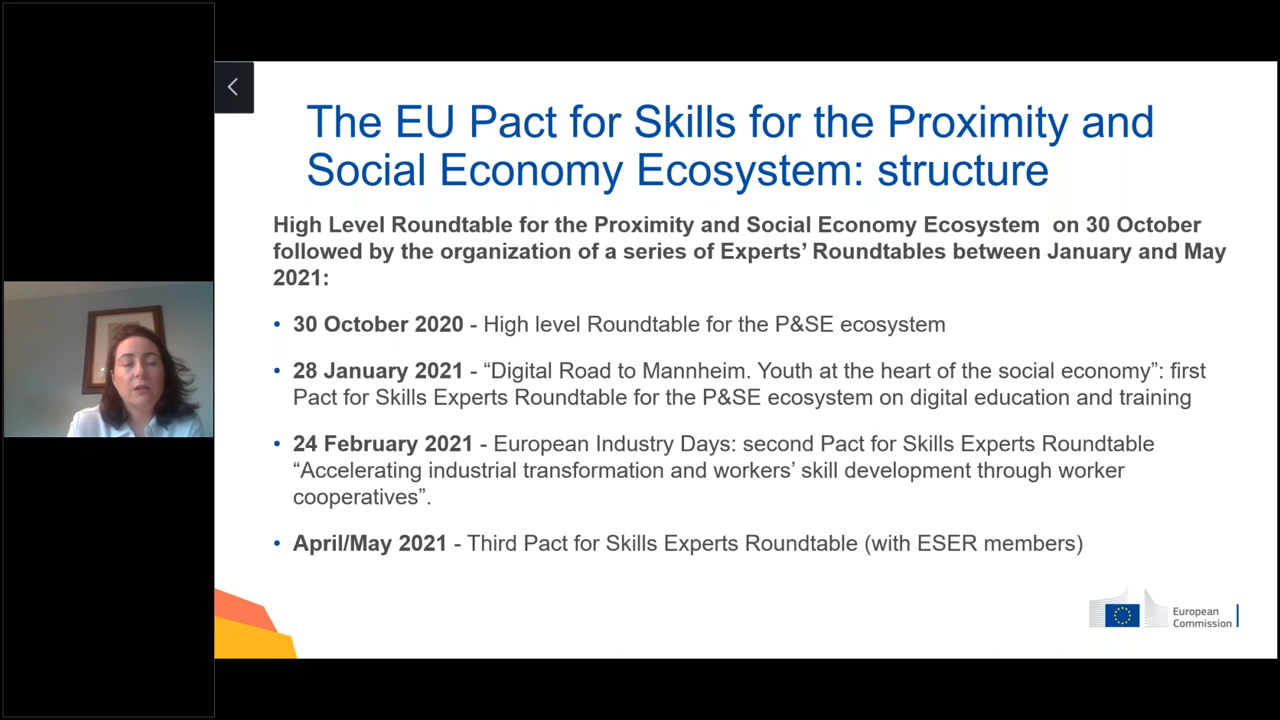 The EU Pact for Skills for the Proximity and
Social Economy Ecosystem: structure
High Level Roundtable for the Proximity and Social Economy Ecosystem on 30 October
followed by the organization of a series of Experts’ Roundtables between January and May
2021:
• 30 October 2020 - High level Roundtable for the P&SE ecosystem
• 28 January 2021 - “Digital Road to Mannheim. Youth at the heart of the social economy”: first
Pact for Skills Experts Roundtable for the P&SE ecosystem on digital education and training
• 24 February 2021 - European Industry Days: second Pact for Skills Experts Roundtable
“Accelerating industrial transformation and workers’ skill development through worker
cooperatives”.
• April/May 2021 - Third Pact for Skills Experts Roundtable (with ESER members)
European
Commission